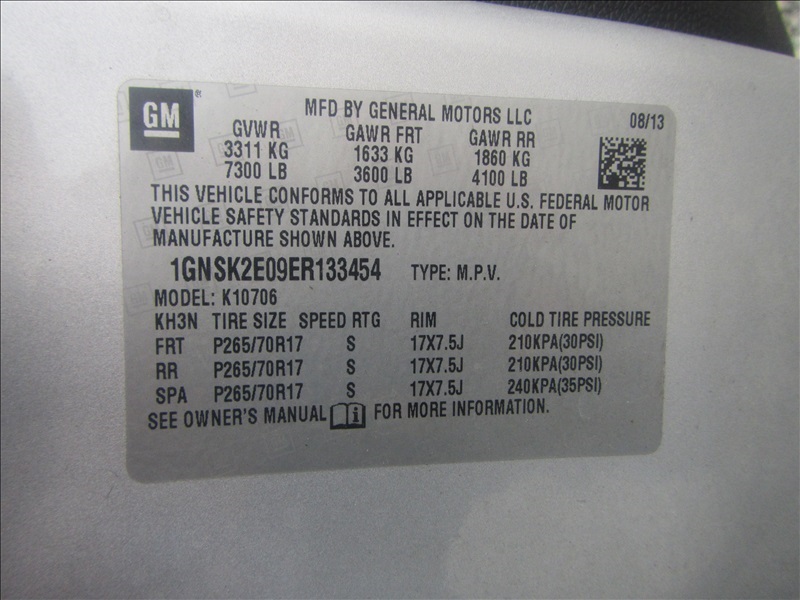 GM®
MFD BY GENERAL MOTORS LLC 08/13
GVWR GAWR FRT GAWR RR
3311 KG 1633 KG 1860 KG
7300 LB 3600 LB 4100 LB
THIS VEHICLE CONFORMS TO ALL APPLICABLE U.S. FEDERAL MOTOR
VEHICLE SAFETY STANDARDS IN EFFECT ON THE DATE OF
MANUFACTURE SHOWN ABOVE.
1GNSK2E09ER133454 TYPE: M.P.V.
MODEL: K10706
KH3N TIRE SIZE SPEED RTG RIM COLD TIRE PRESSURE
FRT P265/70R17 S 17X7.5J 210KPA(30PSI)
RR P265/70R17 S 17X7.5J 210KPA(30PSI)
SPA P265/70R17 S 17X7.5J 240KPA(35PSI)
SEE OWNER'S MANUAL FOR MORE INFORMATION.